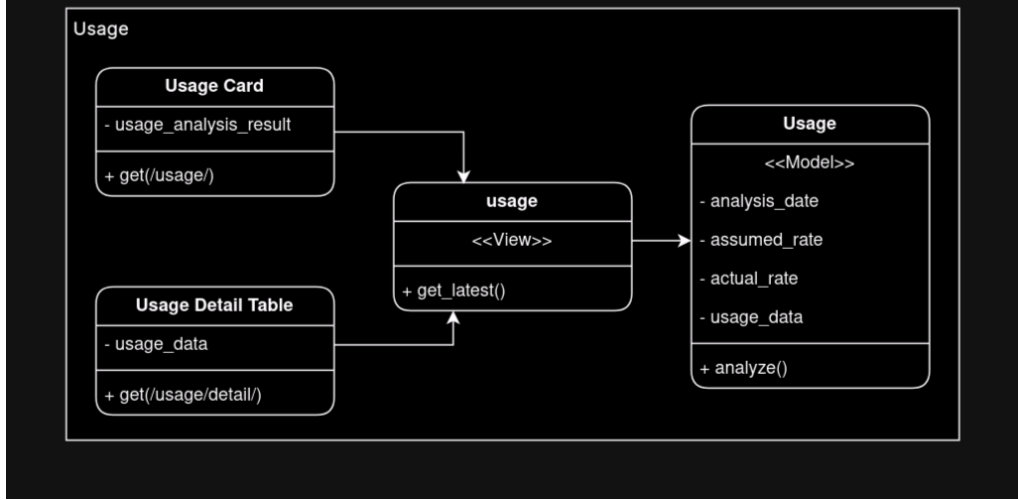 Usage
Usage Card
- usage_analysis_result
+ get(/usage/)
Usage Detail Table
- usage_data
+ get(/usage/detail/)
usage
<<View>>
+ get_latest()
Usage
<<Model>>
- analysis_date
- assumed_rate
- actual_rate
- usage_data
+ analyze()